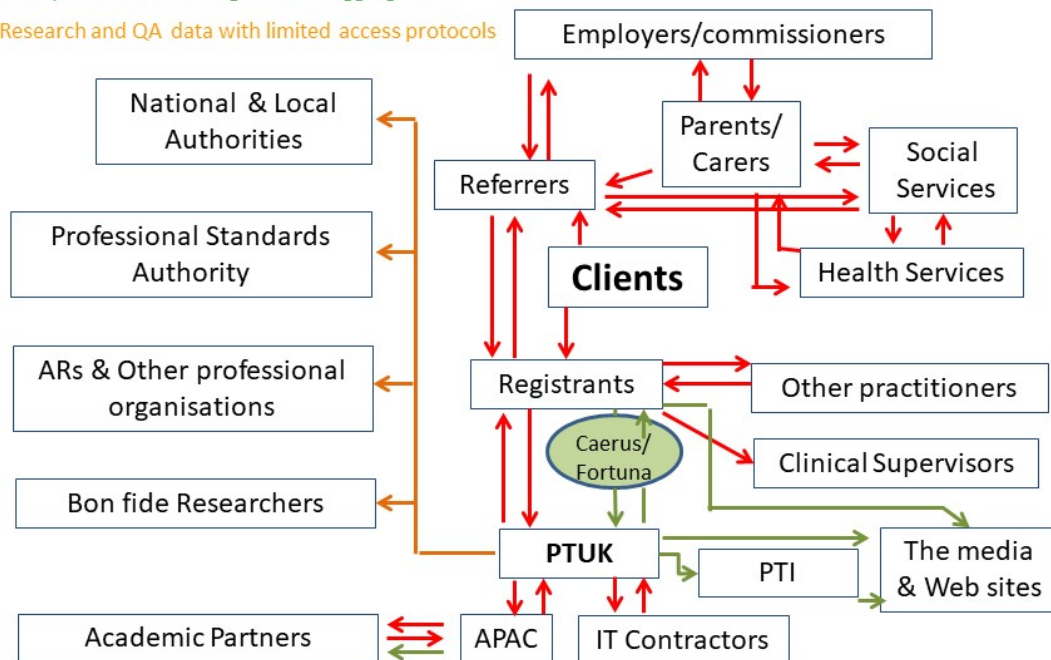 Research and QA data with limited access protocols
Employers/commissioners
National & Local
Authorities
Parents/
Carers
Social
Services
Referrers
Professional Standards
Authority
Clients
Health Services
ARs & Other professional
organisations
Registrants
Other practitioners
Caerus/
Fortuna
Clinical Supervisors
Bon fide Researchers
PTUK
PTI
The media
& Web sites
Academic Partners
APAC
IT Contractors